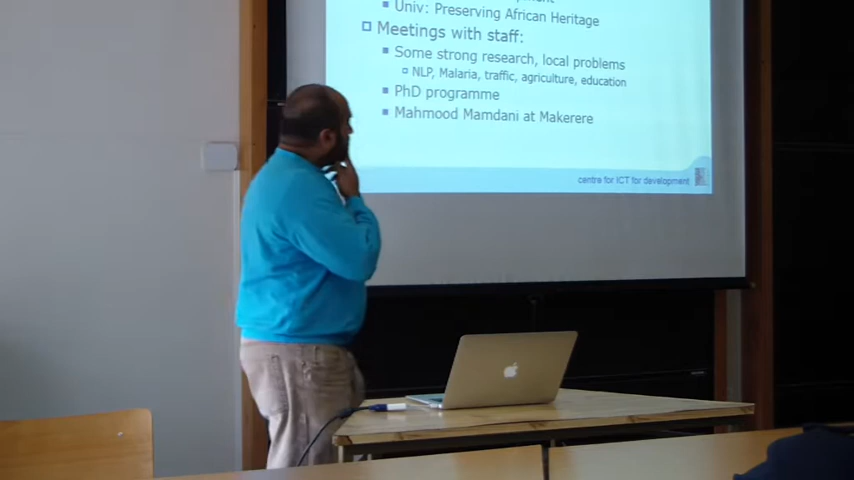 Univ: Preserving African Heritage
Meetings with staff:
Some strong research, local problems
NLP, Malaria, traffic, agriculture, education
PhD programme
Mahmood Mamdani at Makerere
centre for ICT for development